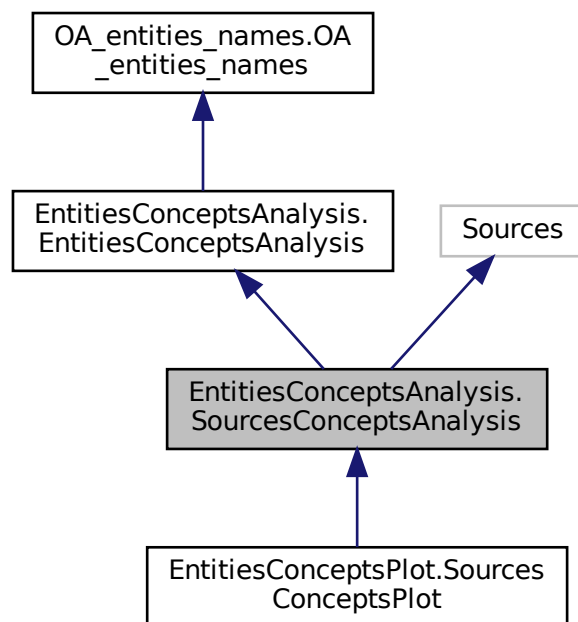 OA_entities_names.OA
_entities_names
EntitiesConceptsAnalysis.
EntitiesConceptsAnalysis
Sources
EntitiesConceptsAnalysis.
SourcesConceptsAnalysis
EntitiesConceptsPlot.Sources
ConceptsPlot